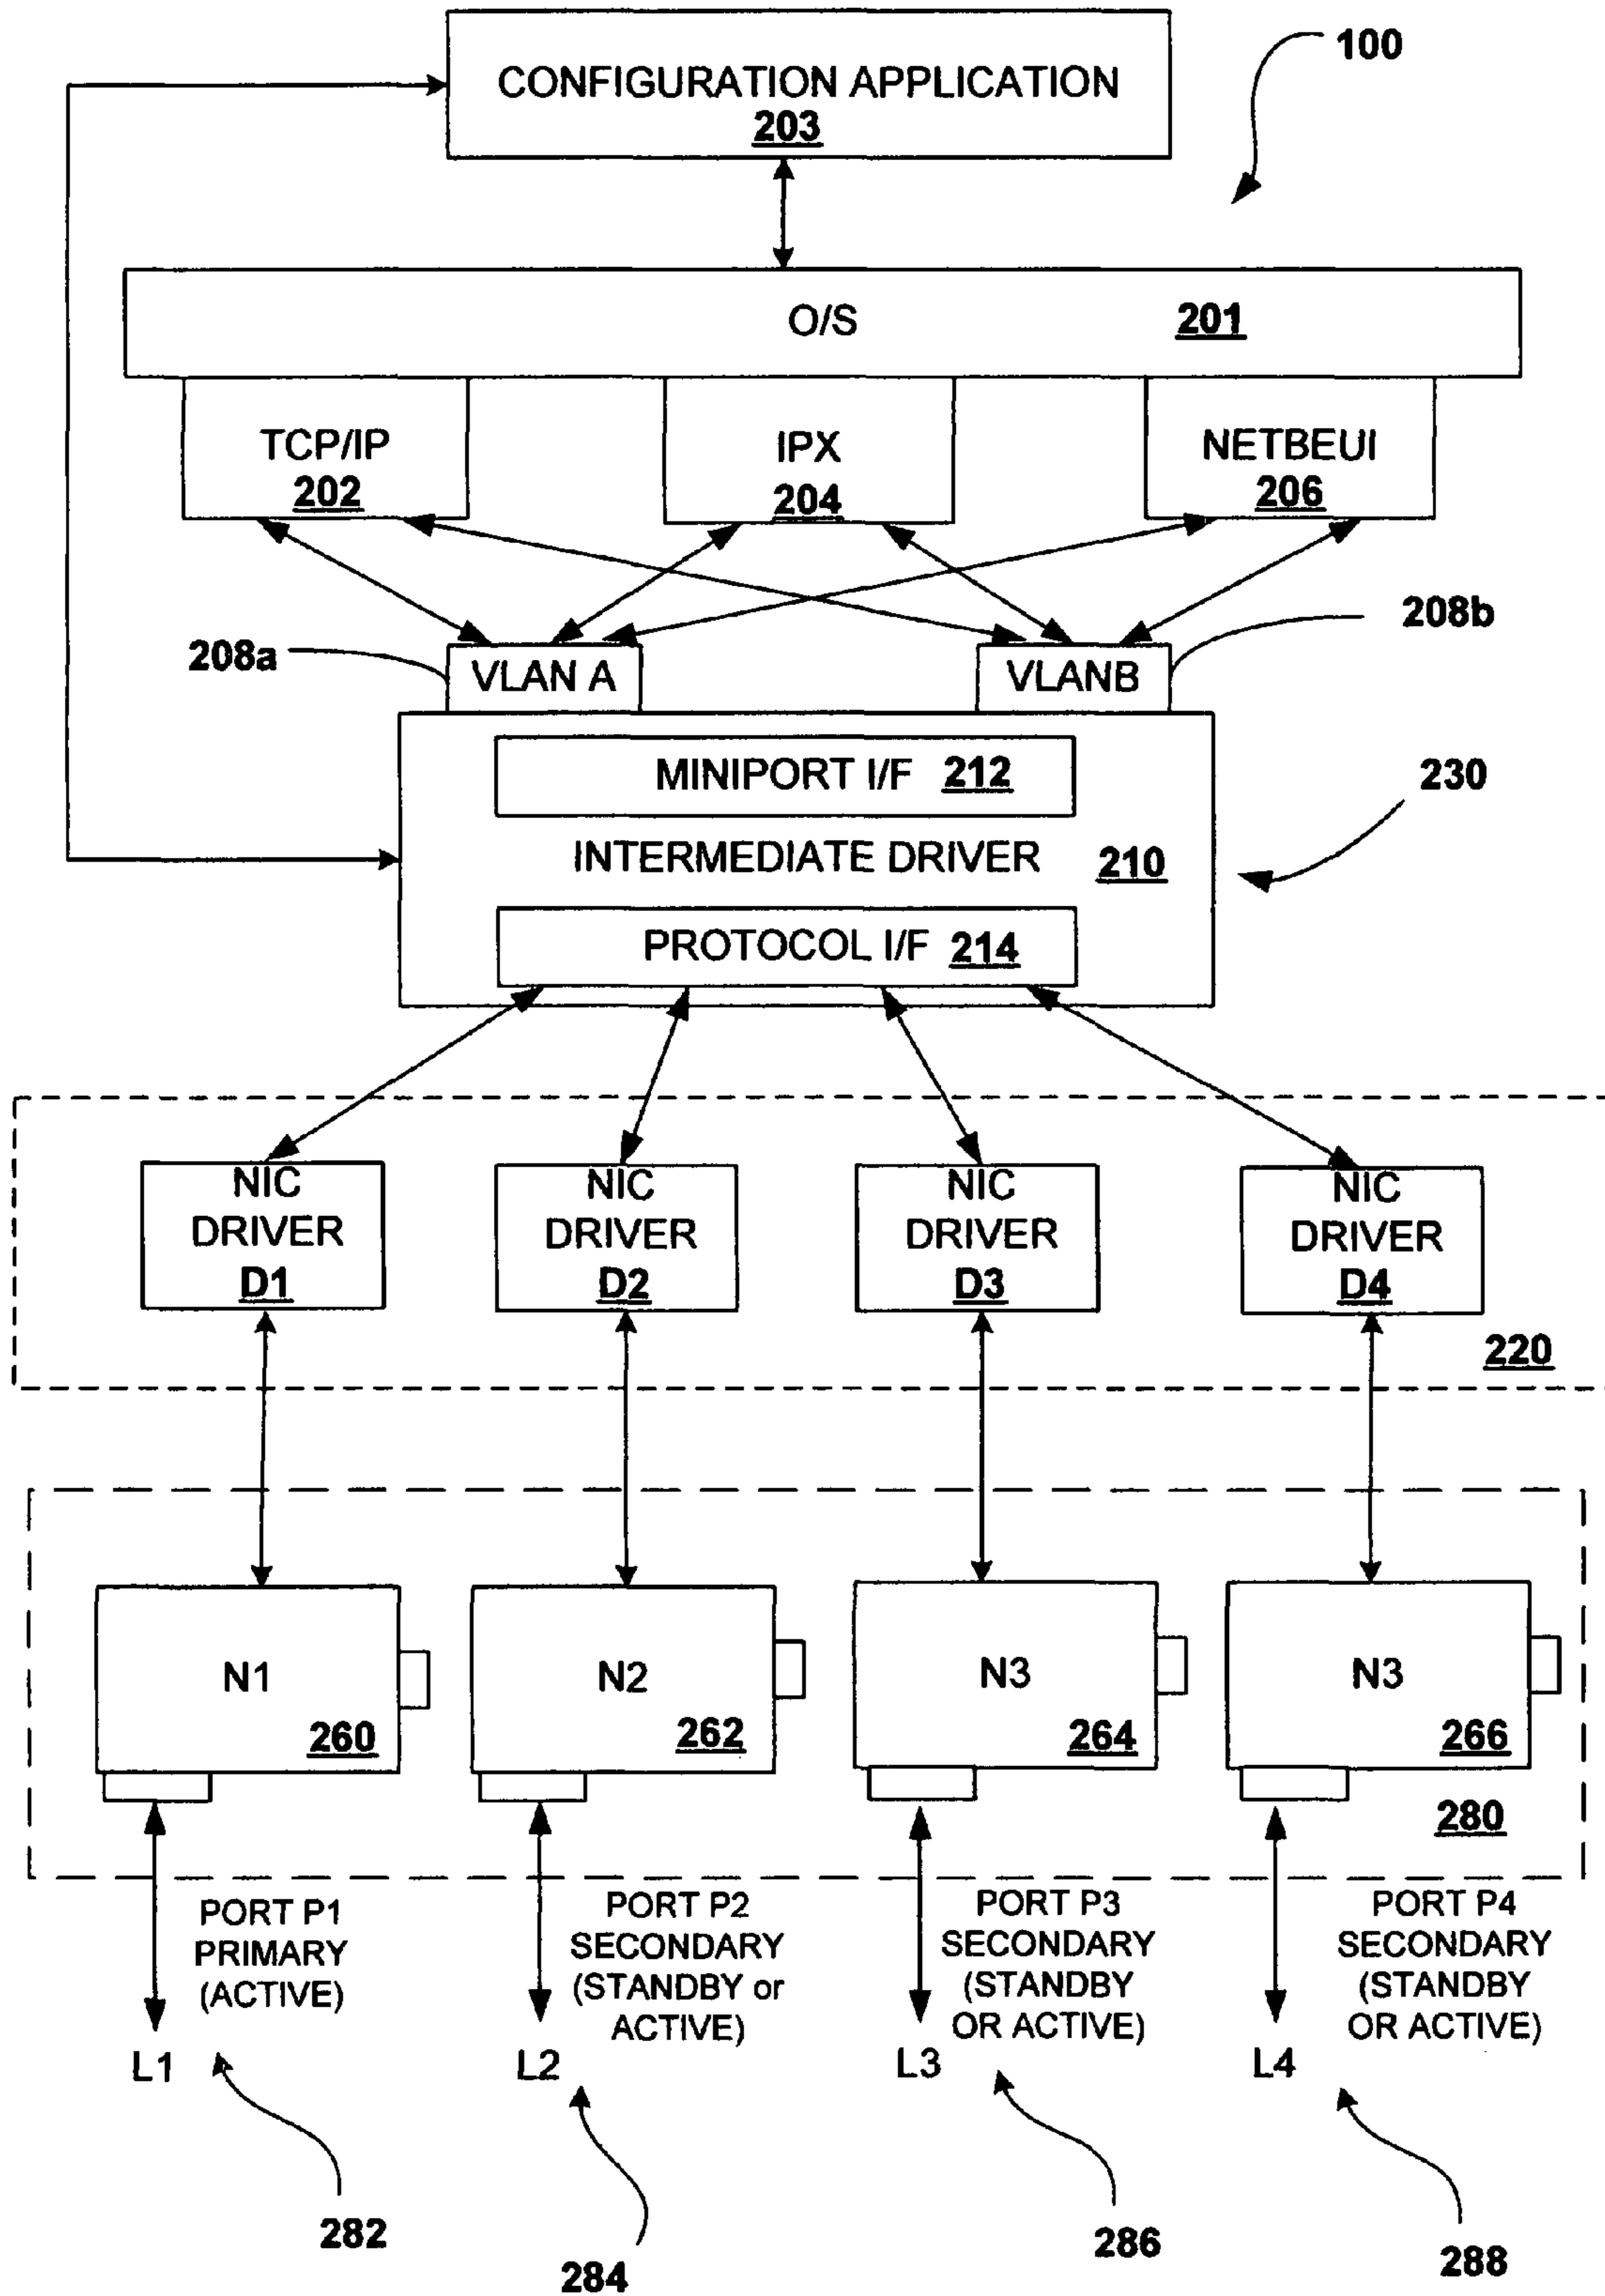 100
CONFIGURATION APPLICATION
203
O/S 201
TCP/IP
202
IPX
204
NETBEUI
206
208a
VLAN A
VLANB
208b
MINIPORT I/F 212
230
INTERMEDIATE DRIVER 210
PROTOCOL I/F 214
NIC
DRIVER
D1
NIC
DRIVER
D2
NIC
DRIVER
D3
NIC
DRIVER
D4
220
N1
260
N2
262
N3
264
N3
266
280
PORT P1
PRIMARY
(ACTIVE)
PORT P2
SECONDARY
(STANDBY or
ACTIVE)
PORT P3
SECONDARY
(STANDBY
OR ACTIVE)
PORT P4
SECONDARY
(STANDBY
OR ACTIVE)
L1
L2
L3
L4
282
284
286
288